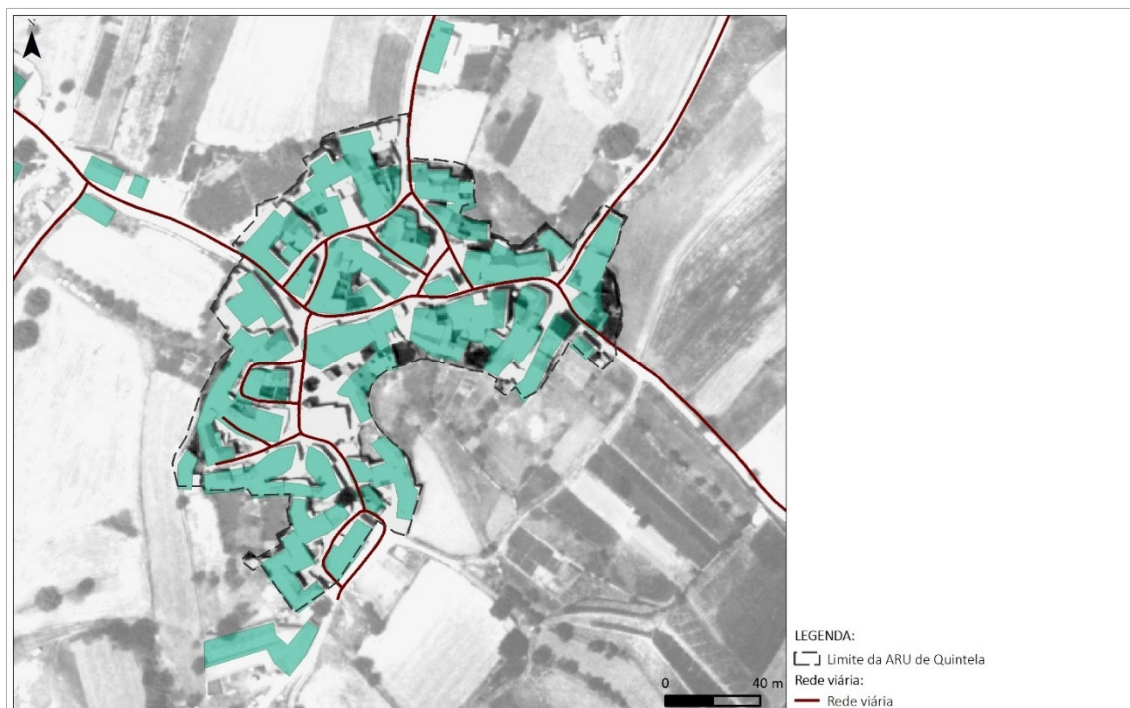 N
0 40 m
LEGENDA:
Limite da ARU de Quintela
Rede viária:
Rede viária